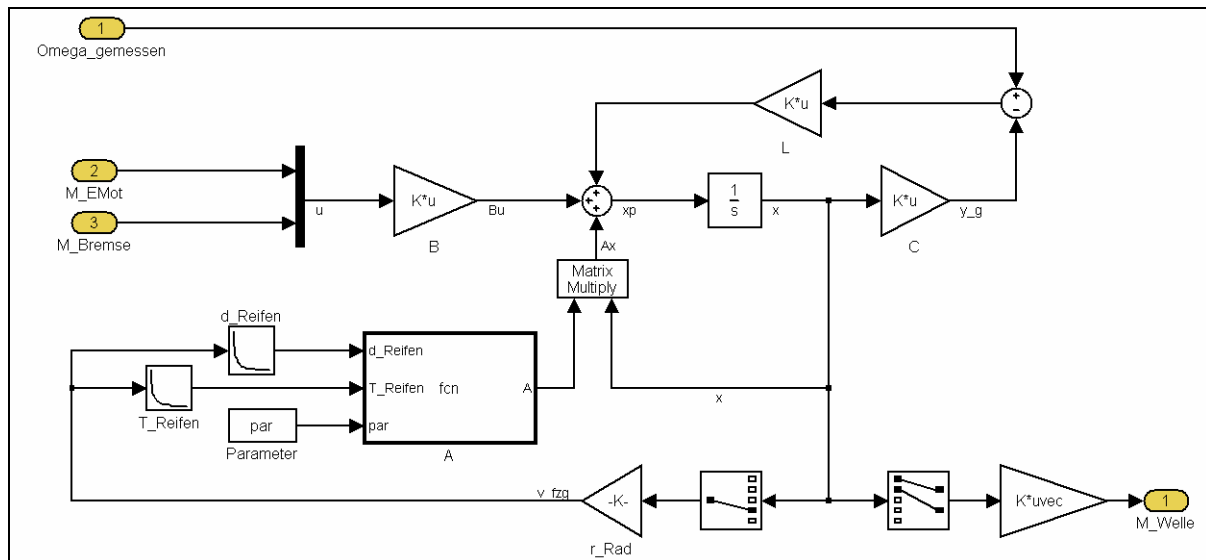 1
Omega_gemessen
K*u
L
+
−
2
M_EMot
3
M_Bremse
u
K*u
B
Bu
+
+
+
xp
1
s
x
K*u
C
y_g
Ax
Matrix
Multiply
d_Reifen
T_Reifen
par
Parameter
d_Reifen
T_Reifen
par
fcn
A
A
x
v_fzg
-K-
r_Rad
K*uvec
1
M_Welle